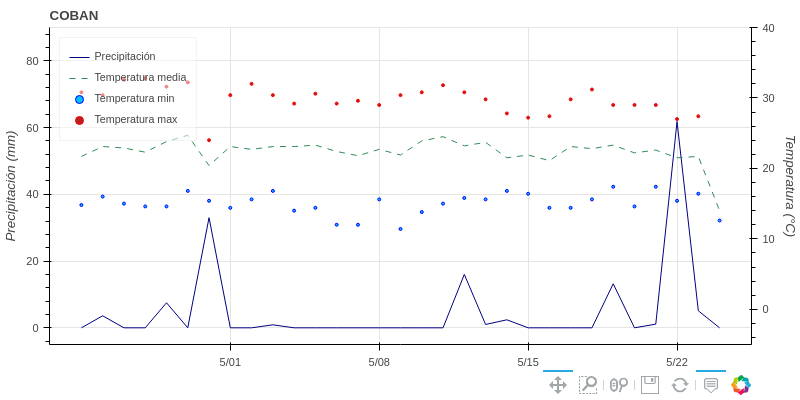 COBAN
Precipitación
Temperatura media
Temperatura min
Temperatura max
80
60
40
20
0
Precipitación (mm)
40
30
20
10
0
Temperatura (°C)
5/01
5/08
5/15
5/22